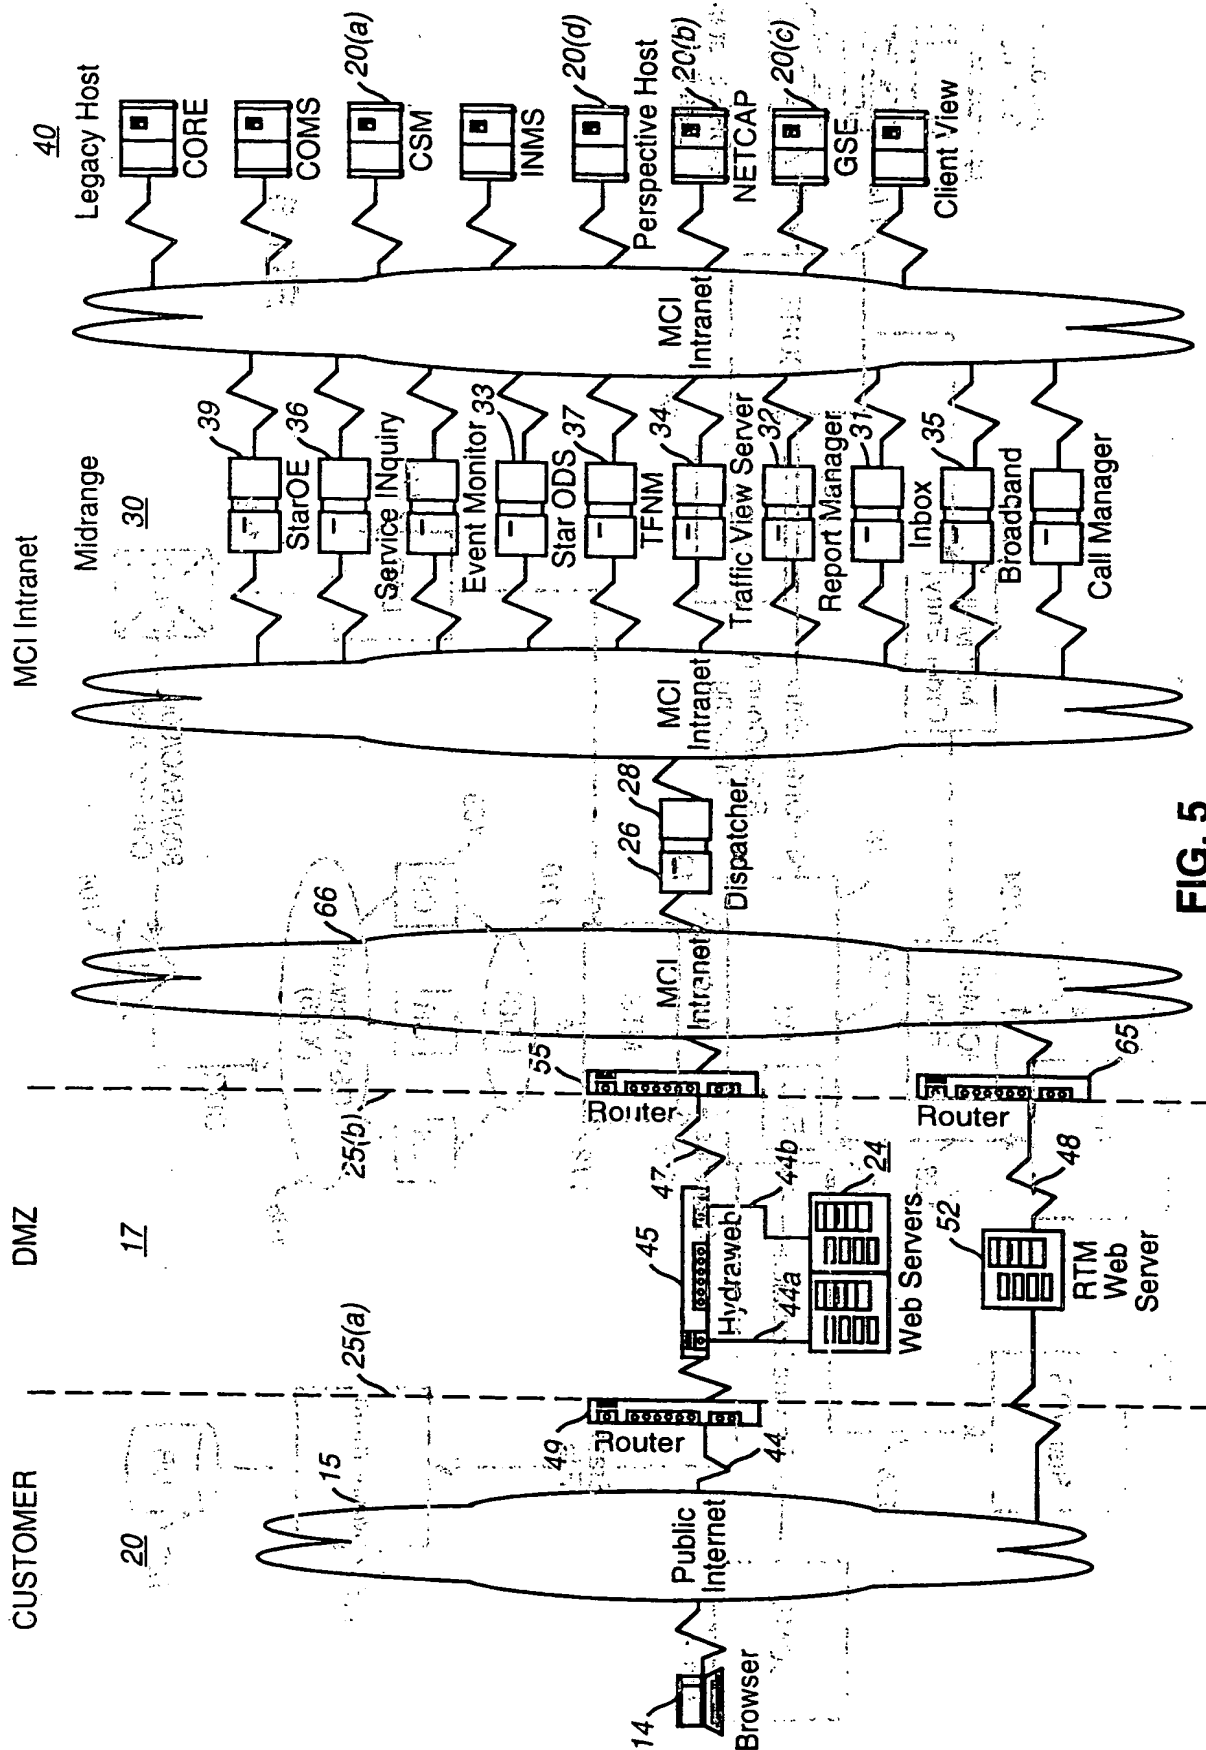 CUSTOMER
DMZ
MCI Intranet
20
17
Midrange
30
Legacy Host
40
14
Browser
15
Public
Internet
25(a)
49
Router
44
45
Hydraweb
44a
44b
47
24
Web Servers
52
RTM
Web
Server
48
25(b)
55
Router
65
Router
66
MCI
Intranet
26
28
Dispatcher
MCI
Intranet
39
StarOE
36
Service INquiry
Event Monitor
33
Star ODS
37
TFNM
34
Traffic View Server
32
Report Manager
31
Inbox
35
Broadband
Call Manager
MCI
Intranet
CORE
COMS
20(a)
CSM
INMS
20(d)
Perspective Host
20(b)
NETCAP
20(c)
GSE
Client View
FIG. 5